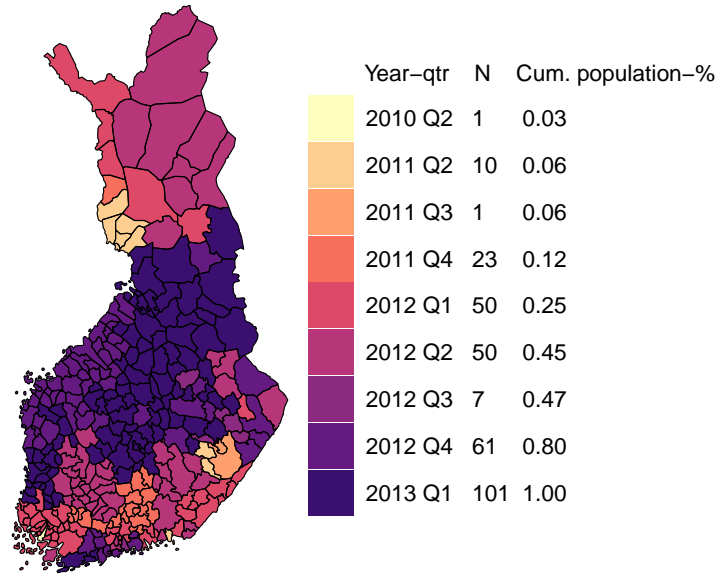 Year−qtr N Cum. population−%
2010 Q2 1 0.03
2011 Q2 10 0.06
2011 Q3 1 0.06
2011 Q4 23 0.12
2012 Q1 50 0.25
2012 Q2 50 0.45
2012 Q3 7 0.47
2012 Q4 61 0.80
2013 Q1 101 1.00